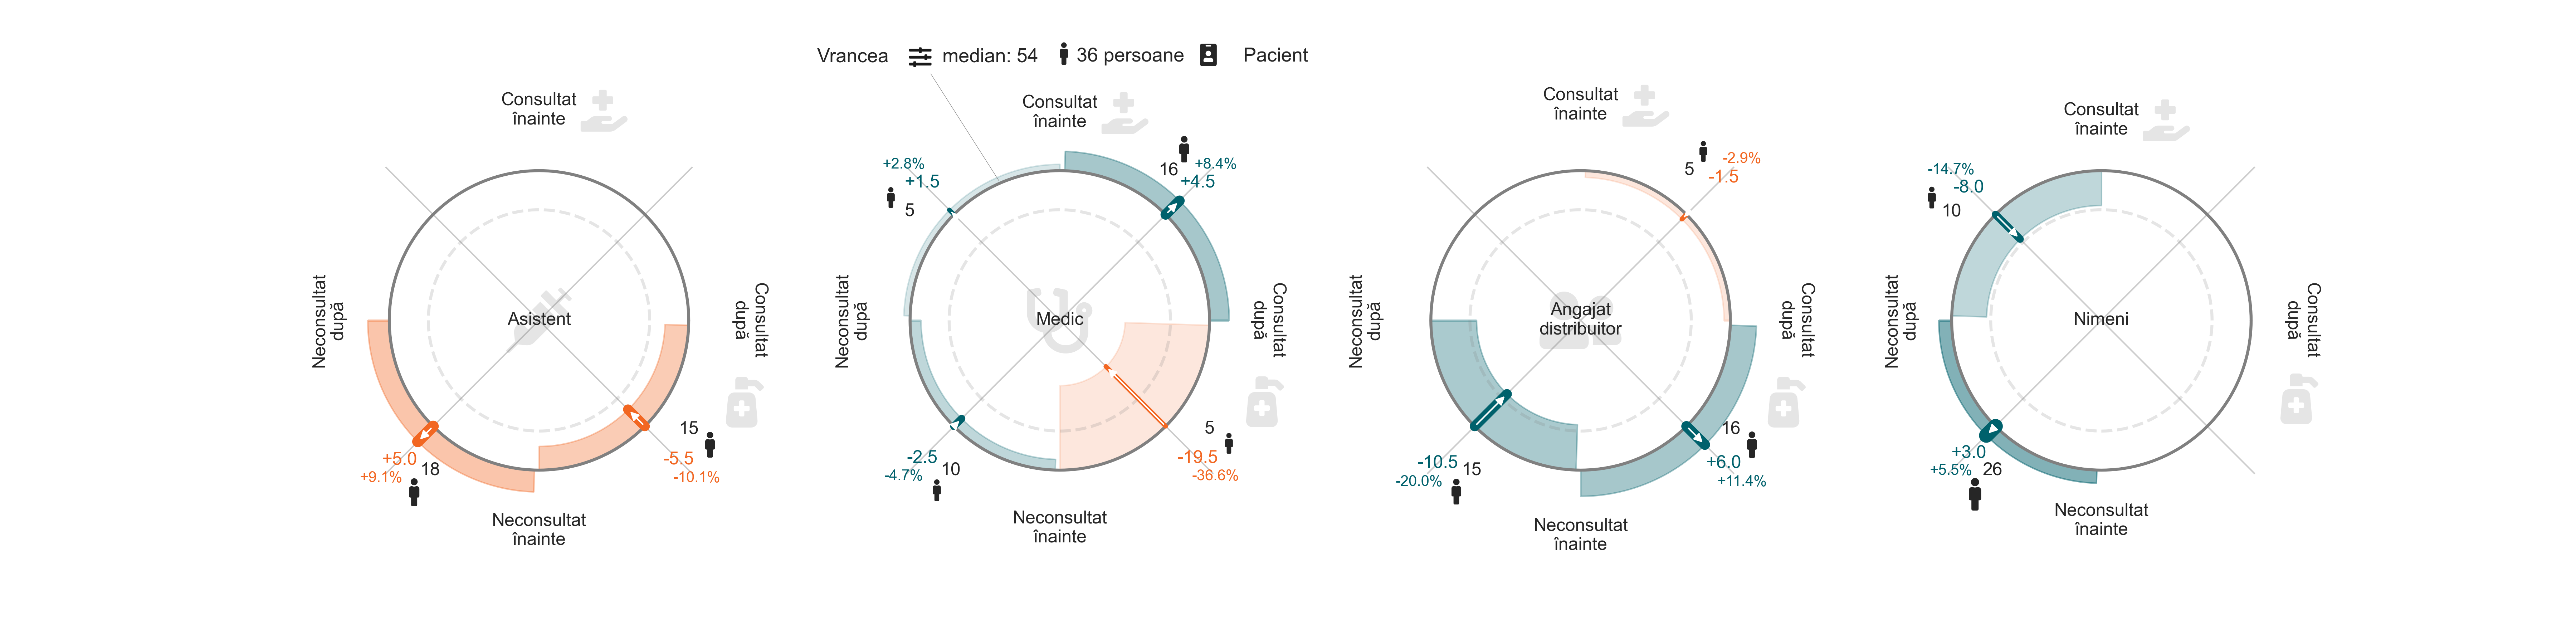 Vrancea median: 54 36 persoane Pacient
Consultat
înainte
Neconsultat
după
Asistent
Consultat
după
+5.0
+9.1%
18
15
-5.5
-10.1%
Neconsultat
înainte
Consultat
înainte
+2.8%
+1.5
5
16
+8.4%
+4.5
Neconsultat
după
Medic
Consultat
după
-2.5
-4.7%
10
5
-19.5
-36.6%
Neconsultat
înainte
Consultat
înainte
5
-2.9%
-1.5
Neconsultat
după
Angajat
distribuitor
Consultat
după
-10.5
-20.0%
15
16
+6.0
+11.4%
Neconsultat
înainte
Consultat
înainte
-14.7%
-8.0
10
Neconsultat
după
Nimeni
Consultat
după
+3.0
+5.5%
26
Neconsultat
înainte